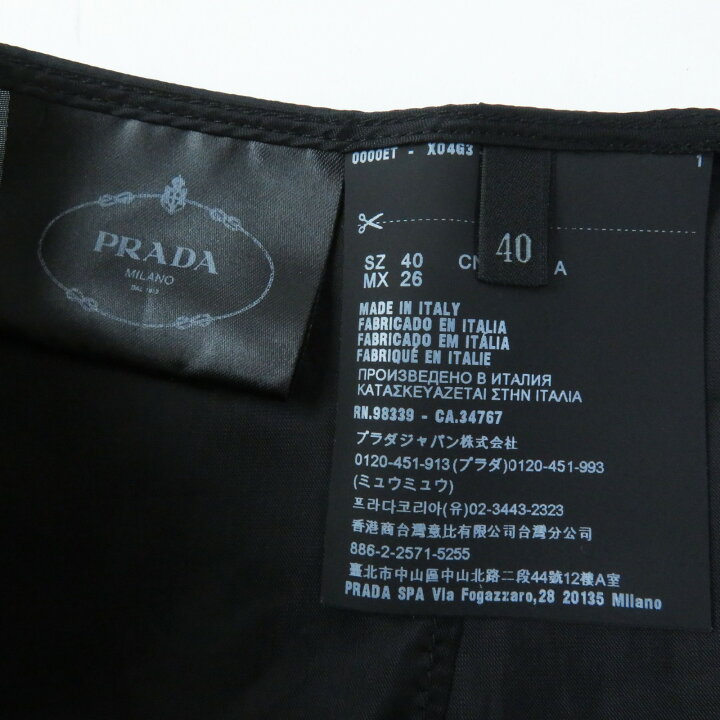 PRADA
MILANO
DAL 1913
0000ET - X04G3 1
SZ 40 CN A
MX 26
40
MADE IN ITALY
FABRICADO EN ITALIA
FABRICADO EM ITÁLIA
FABRIQUÉ EN ITALIE
ПРОИЗВЕДЕНО В ИТАЛИЯ
ΚΑΤΑΣΚΕΥΑΖΕΤΑΙ ΣΤΗΝ ΙΤΑΛΙΑ
RN.98339 - CA.34767
プラダジャパン株式会社
0120-451-913(プラダ)0120-451-993
(ミュウミュウ)
프라다코리아(유)02-3443-2323
香港商台灣意比有限公司台灣分公司
886-2-2571-5255
臺北市中山區中山北路二段44號12樓A室
PRADA SPA Via Fogazzaro,28 20135 Milano